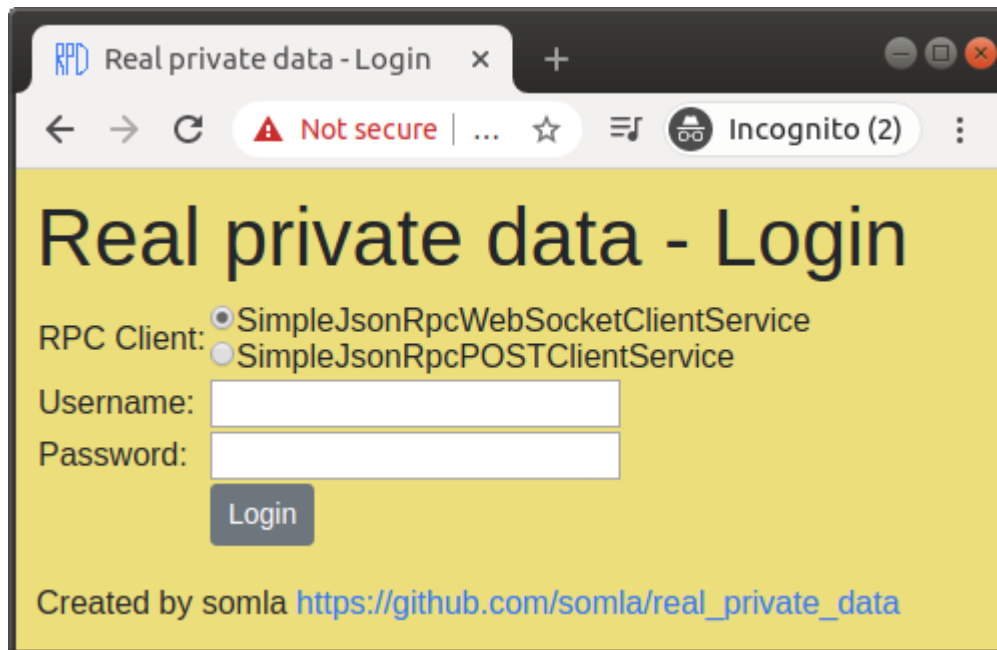 RPD Real private data - Login
Not secure ... Incognito (2)
Real private data - Login
RPC Client: SimpleJsonRpcWebSocketClientService
SimpleJsonRpcPOSTClientService
Username:
Password:
Login
Created by somla https://github.com/somla/real_private_data